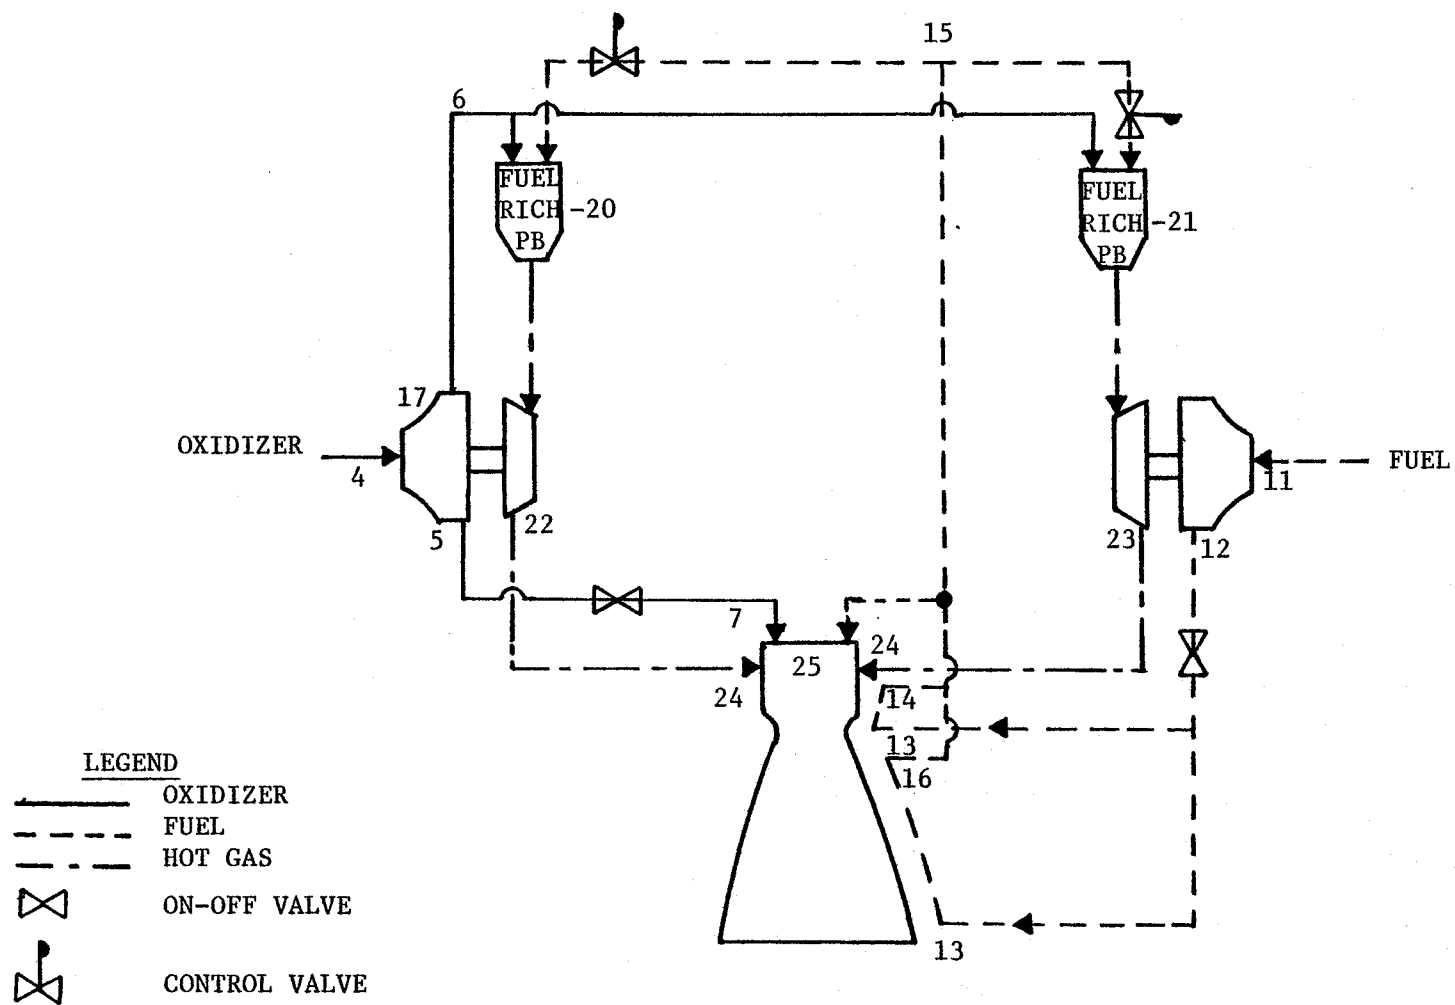 15
6
FUEL
RICH -20
PB
FUEL
RICH -21
PB
17
OXIDIZER
4
5
22
23
11
FUEL
12
7
25
24
24
14
13
16
13
LEGEND
OXIDIZER
FUEL
HOT GAS
ON-OFF VALVE
CONTROL VALVE